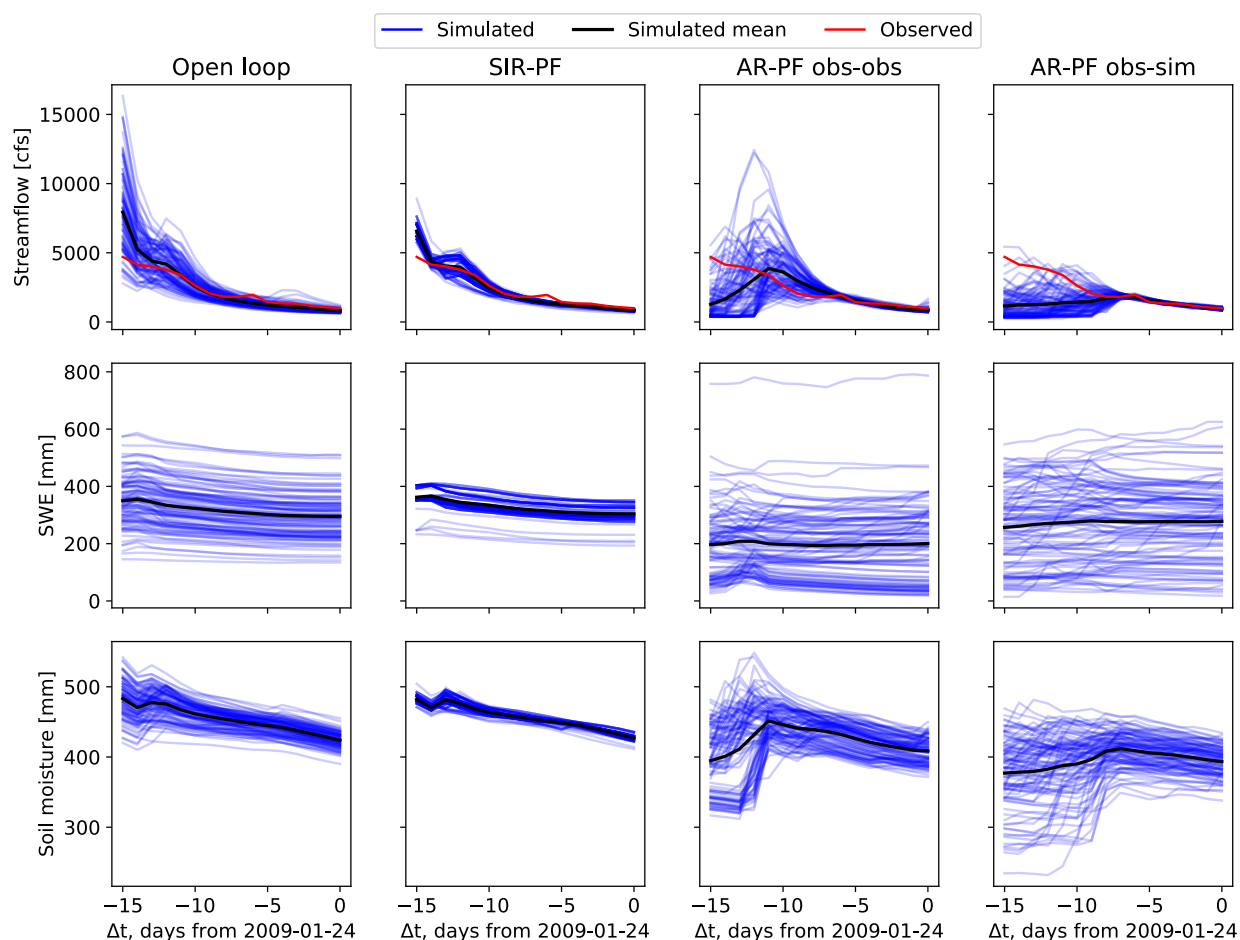 Simulated Simulated mean Observed
Open loop SIR-PF AR-PF obs-obs AR-PF obs-sim
Streamflow [cfs]
15000
10000
5000
0
SWE [mm]
800
600
400
200
0
Soil moisture [mm]
500
400
300
−15 −10 −5 0 −15 −10 −5 0 −15 −10 −5 0 −15 −10 −5 0
Δt, days from 2009-01-24 Δt, days from 2009-01-24 Δt, days from 2009-01-24 Δt, days from 2009-01-24